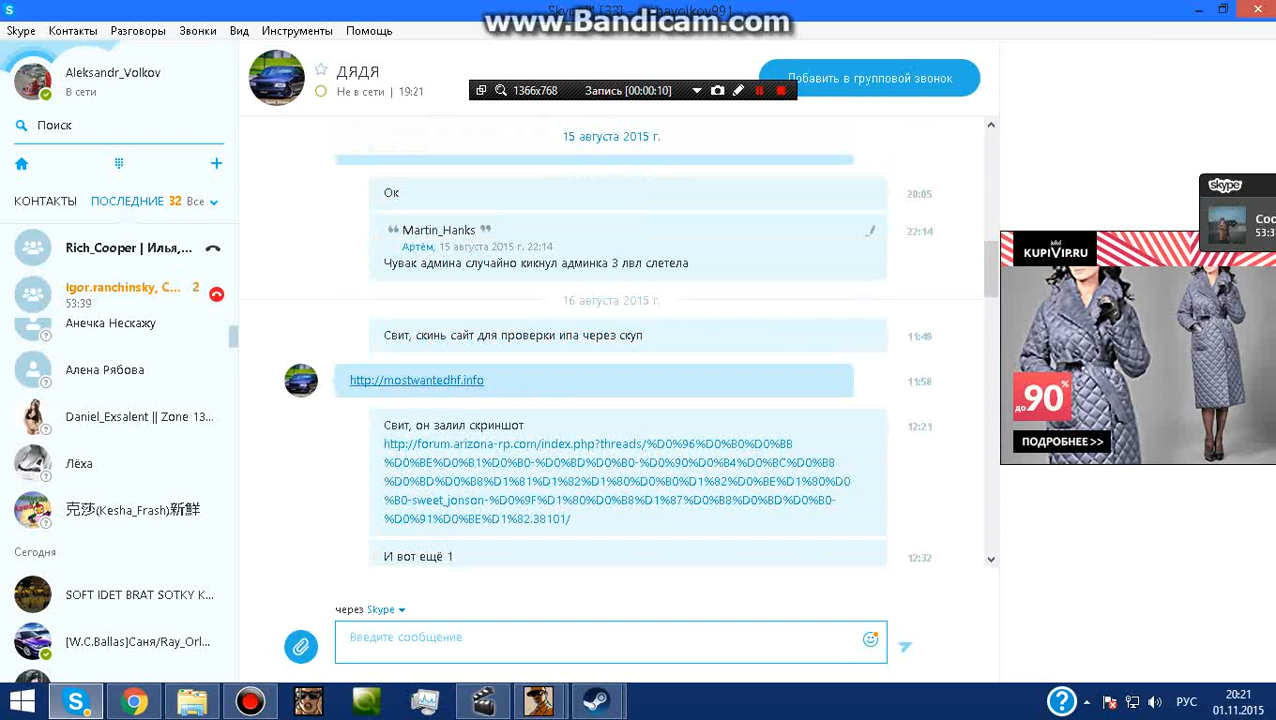 www.Bandicam.com
Skype Контакты Разговоры Звонки Вид Инструменты Помощь
Aleksandr_Volkov
В сети
ДЯДЯ
Не в сети | 19:21
1366x768 Запись [00:00:10]
Добавить в групповой звонок
Поиск
КОНТАКТЫ ПОСЛЕДНИЕ 32 Все
Rich_Cooper | Илья,...
igor.ranchinsky, C... 2
53:39
Анечка Нескажу
Алена Рябова
Daniel_Exsalent || Zone 13...
Лёха
(Kesha_Frash)新鮮
Сегодня
SOFT IDET BRAT SOTKY K...
[W.C.Ballas]Саня/Ray_Orl...
15 августа 2015 г.
Ок 20:05
Martin_Hanks 22:14
Артём, 15 августа 2015 г. 22:14
Чувак админа случайно кикнул админка 3 лвл слетела
16 августа 2015 г.
Свит, скинь сайт для проверки ипа через скуп 11:49
http://mostwantedhf.info 11:58
Свит, он залил скриншот 12:21
http://forum.arizona-rp.com/index.php?threads/%D0%96%D0%B0%D0%BB
%D0%BE%D0%B1%D0%B0-%D0%BD%D0%B0-%D0%90%D0%B4%D0%BC%D0%B8
%D0%BD%D0%B8%D1%81%D1%82%D1%80%D0%B0%D1%82%D0%BE%D1%80%D0
%B0-sweet_jonson-%D0%9F%D1%80%D0%B8%D1%87%D0%B8%D0%BD%D0%B0-
%D0%91%D0%BE%D1%82.38101/
И вот ещё 1 12:32
через Skype
Введите сообщение
skype
Coo
53:3
KUPIVIP.RU
до 90%
ПОДРОБНЕЕ >>
РУС
20:21
01.11.2015